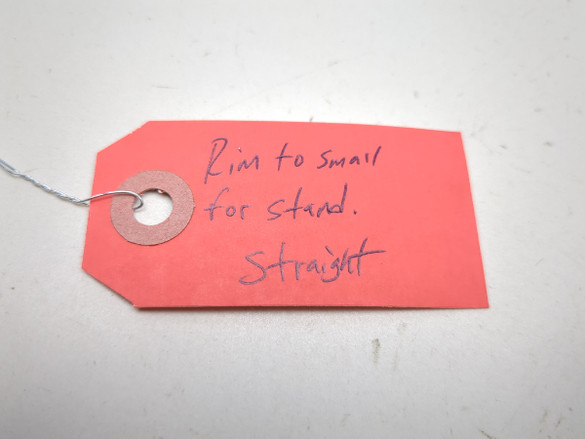 Rim to small
for stand.
Straight